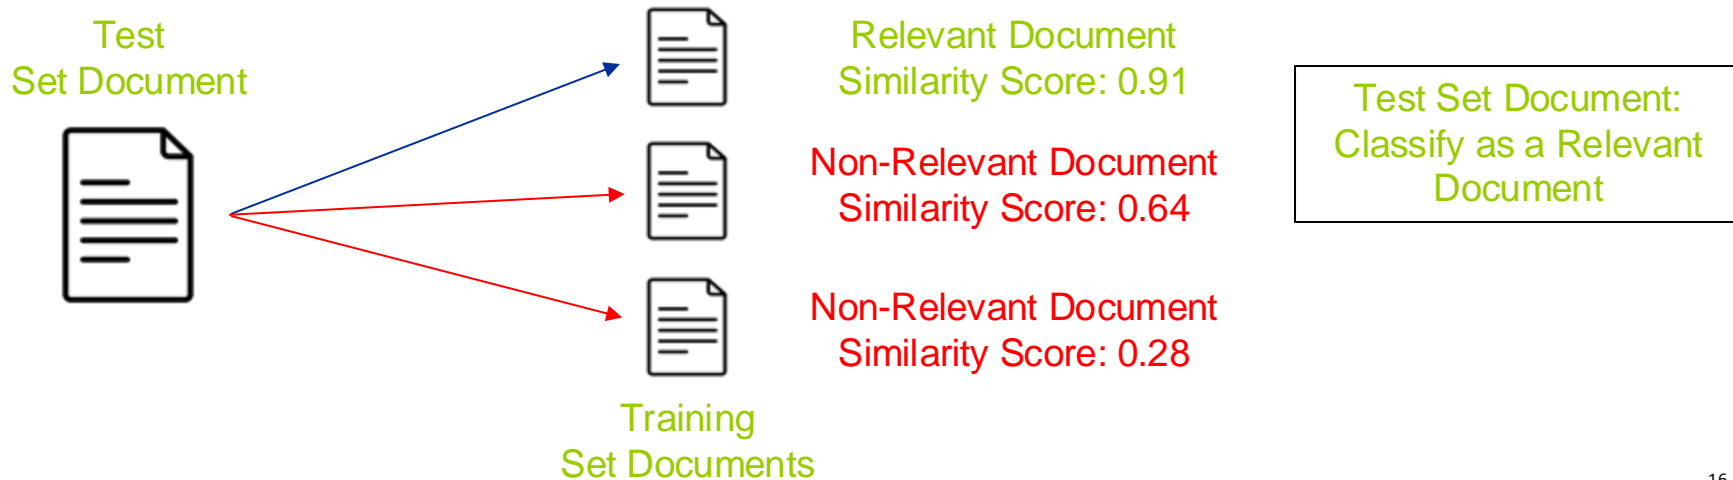 Test
Set Document
Relevant Document
Similarity Score: 0.91
Non-Relevant Document
Similarity Score: 0.64
Non-Relevant Document
Similarity Score: 0.28
Training
Set Documents
Test Set Document:
Classify as a Relevant
Document
16